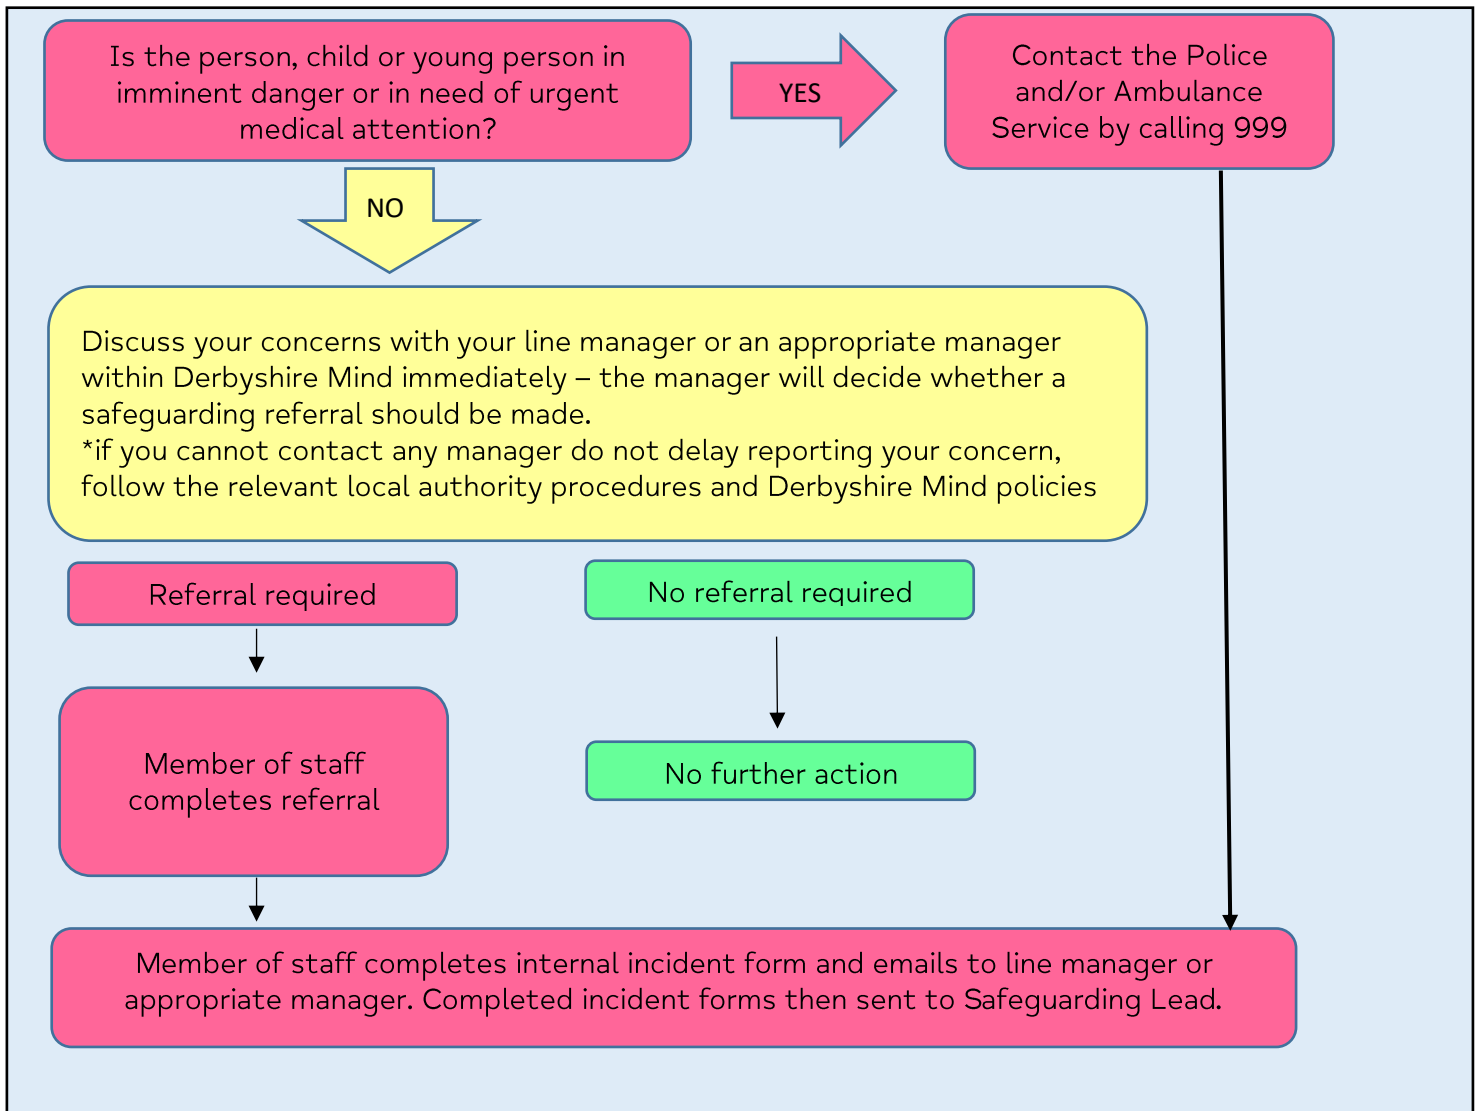 Is the person, child or young person in
imminent danger or in need of urgent
medical attention?
YES
Contact the Police
and/or Ambulance
Service by calling 999
NO
Discuss your concerns with your line manager or an appropriate manager
within Derbyshire Mind immediately – the manager will decide whether a
safeguarding referral should be made.
*if you cannot contact any manager do not delay reporting your concern,
follow the relevant local authority procedures and Derbyshire Mind policies
Referral required
No referral required
Member of staff
completes referral
No further action
Member of staff completes internal incident form and emails to line manager or
appropriate manager. Completed incident forms then sent to Safeguarding Lead.